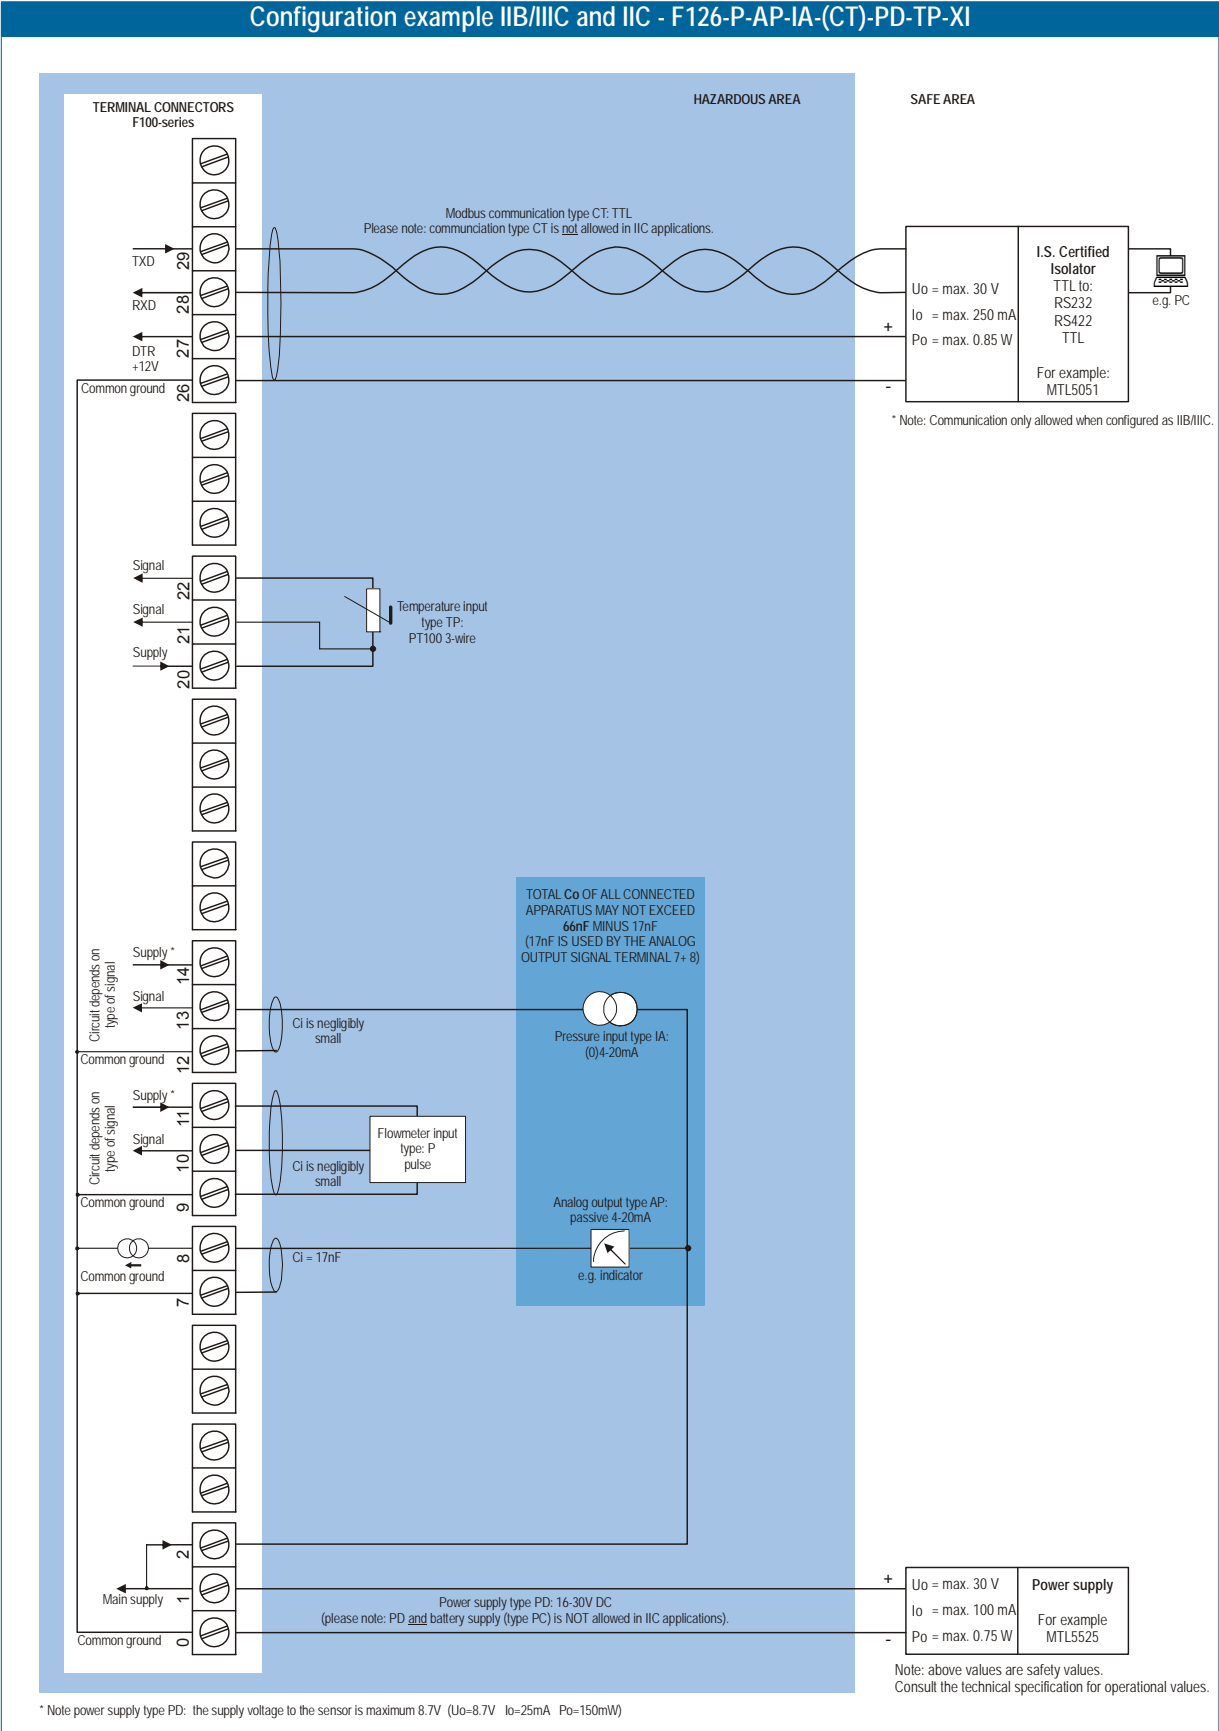 Configuration example IIB/IIIC and IIC - F126-P-AP-IA-(CT)-PD-TP-XI
TERMINAL CONNECTORS
F100-series
HAZARDOUS AREA
SAFE AREA
Modbus communication type CT: TTL
Please note: communciation type CT is not allowed in IIC applications.
TXD
29
RXD
28
DTR
+12V
27
Common ground
26
+
-
Uo = max. 30 V
Io = max. 250 mA
Po = max. 0.85 W
I.S. Certified
Isolator
TTL to:
RS232
RS422
TTL
For example:
MTL5051
e.g. PC
* Note: Communication only allowed when configured as IIB/IIIC.
Signal
22
Signal
21
Supply
20
Temperature input
type TP:
PT100 3-wire
TOTAL Co OF ALL CONNECTED
APPARATUS MAY NOT EXCEED
66nF MINUS 17nF
(17nF IS USED BY THE ANALOG
OUTPUT SIGNAL TERMINAL 7+ 8)
Circuit depends on
type of signal
Supply *
14
Signal
13
Common ground
12
Ci is negligibly
small
Pressure input type IA:
(0)4-20mA
Circuit depends on
type of signal
Supply *
11
Signal
10
Common ground
9
Ci is negligibly
small
Flowmeter input
type: P
pulse
Analog output type AP:
passive 4-20mA
e.g. indicator
8
Ci = 17nF
Common ground
7
2
Main supply
1
Common ground
0
Power supply type PD: 16-30V DC
(please note: PD and battery supply (type PC) is NOT allowed in IIC applications).
+
-
Uo = max. 30 V
Io = max. 100 mA
Po = max. 0.75 W
Power supply
For example
MTL5525
Note: above values are safety values.
Consult the technical specification for operational values.
* Note power supply type PD: the supply voltage to the sensor is maximum 8.7V (Uo=8.7V Io=25mA Po=150mW)